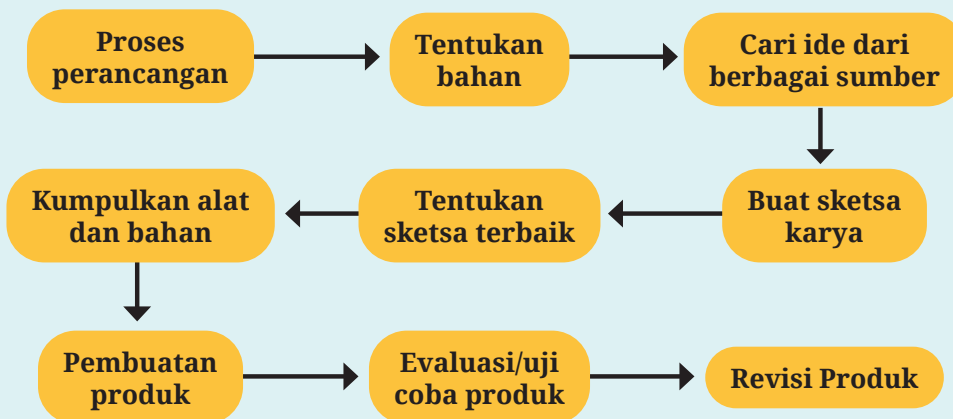 Proses
perancangan
Tentukan
bahan
Cari ide dari
berbagai sumber
Buat sketsa
karya
Tentukan
sketsa terbaik
Kumpulkan alat
dan bahan
Pembuatan
produk
Evaluasi/uji
coba produk
Revisi Produk